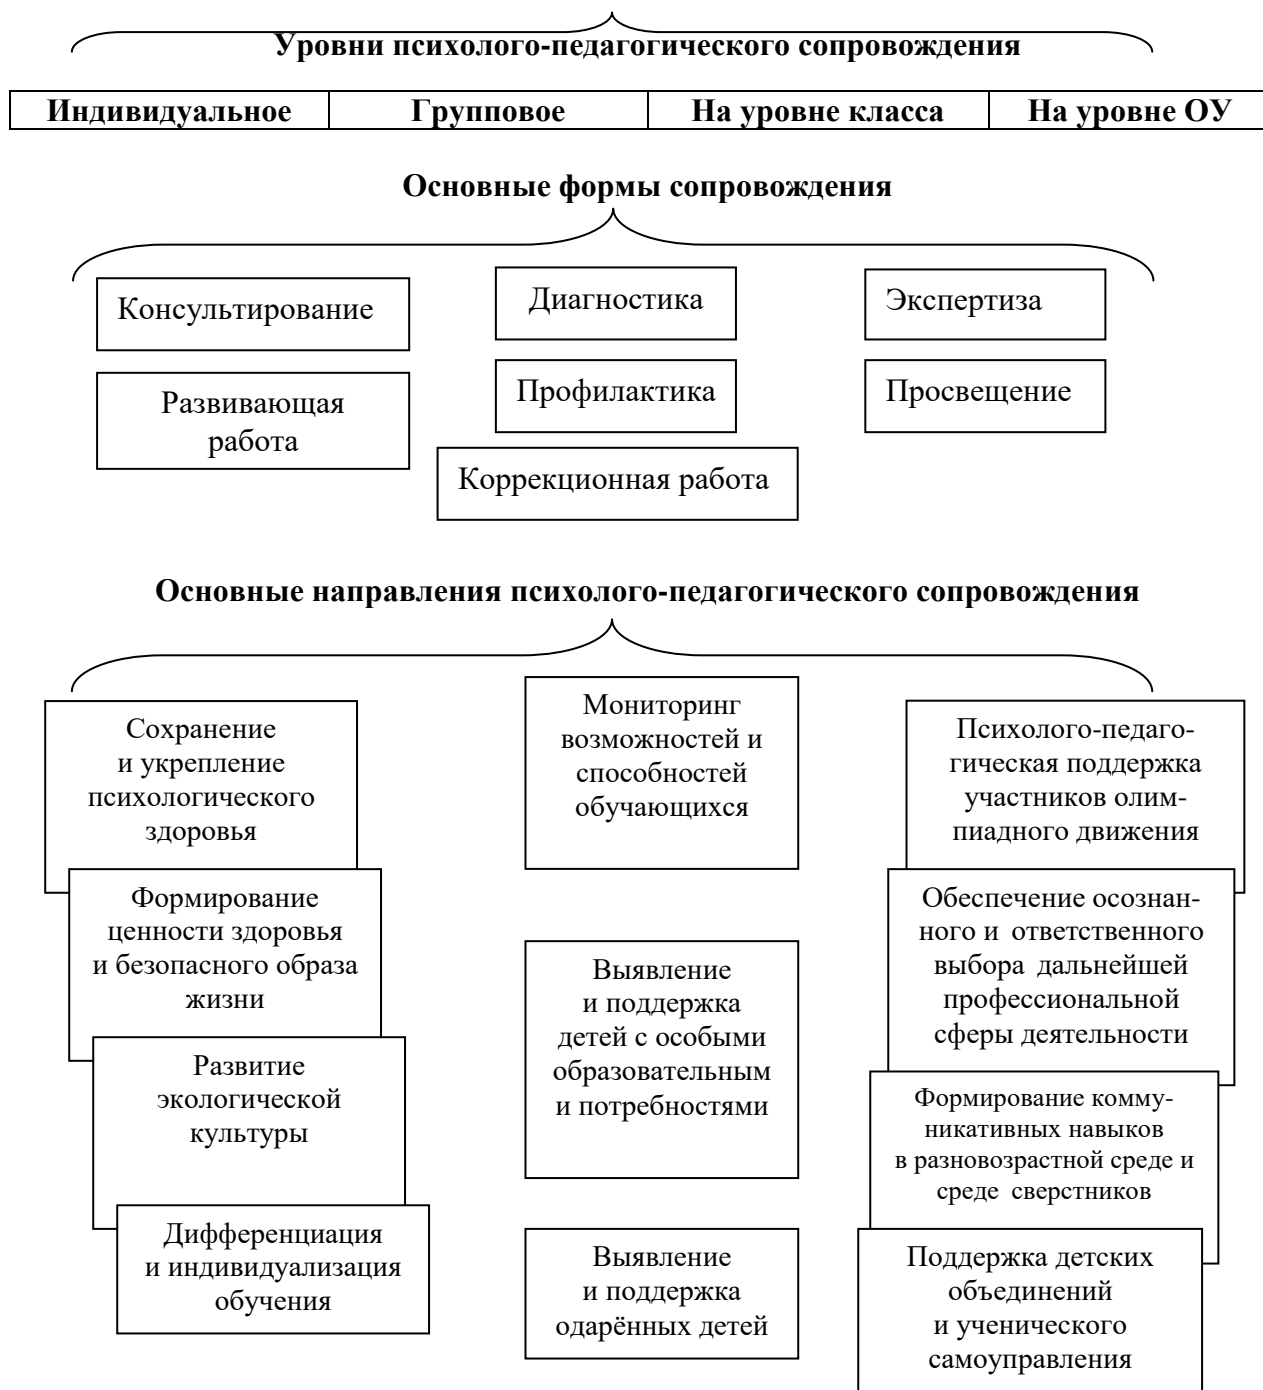 Уровни психолого-педагогического сопровождения
Индивидуальное Групповое На уровне класса На уровне ОУ
Основные формы сопровождения
Консультирование
Диагностика
Экспертиза
Развивающая
работа
Профилактика
Просвещение
Коррекционная работа
Основные направления психолого-педагогического сопровождения
Сохранение
и укрепление
психологического
здоровья
Формирование
ценности здоровья
и безопасного образа
жизни
Развитие
экологической
культуры
Дифференциация
и индивидуализация
обучения
Мониторинг
возможностей и
способностей
обучающихся
Выявление
и поддержка
детей с особыми
образовательным
и потребностями
Выявление
и поддержка
одарённых детей
Психолого-педаго-
гическая поддержка
участников олим-
пиадного движения
Обеспечение осознан-
ного и ответственного
выбора дальнейшей
профессиональной
сферы деятельности
Формирование комму-
никативных навыков
в разновозрастной среде и
среде сверстников
Поддержка детских
объединений
и ученического
самоуправления